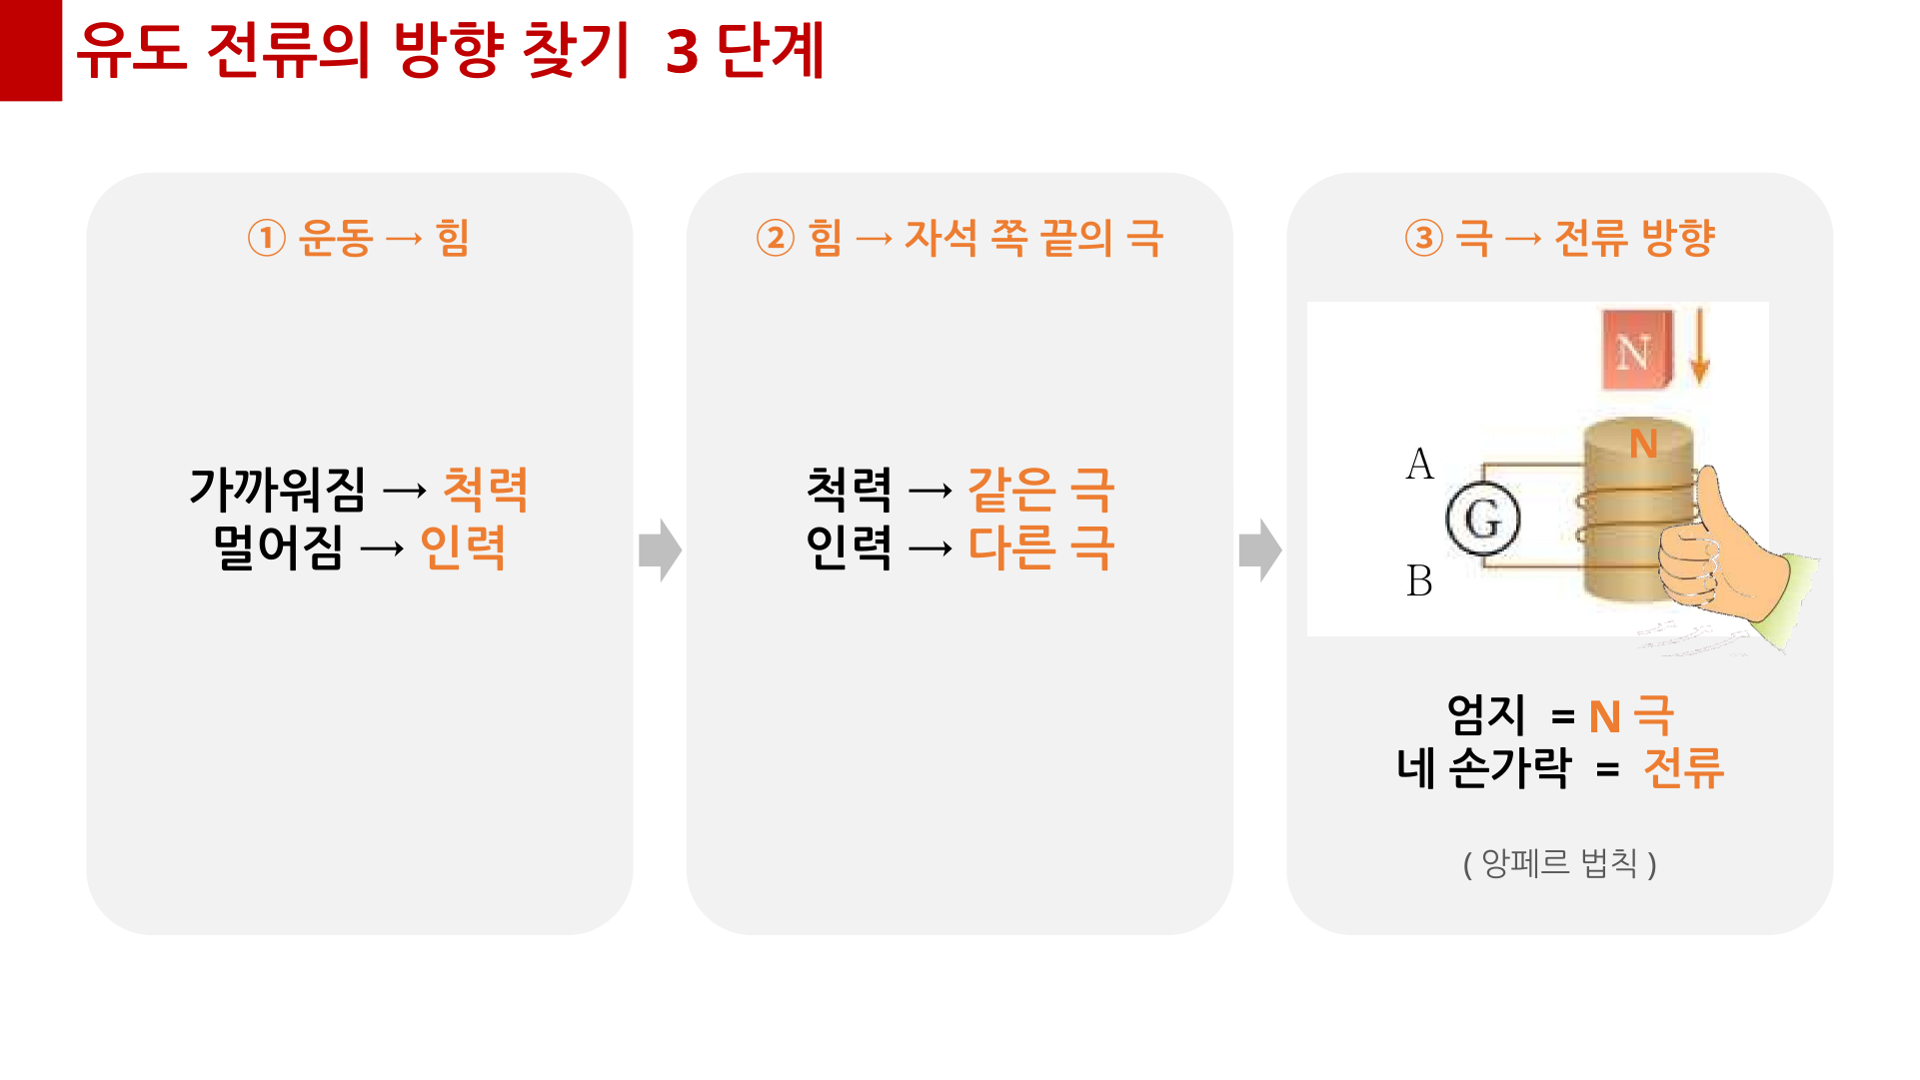 유도 전류의 방향 찾기 3 단계
① 운동 → 힘
가까워짐 → 척력
멀어짐 → 인력
② 힘 → 자석 쪽 끝의 극
척력 → 같은 극
인력 → 다른 극
③ 극 → 전류 방향
N
N
A
G
B
엄지 = N 극
네 손가락 = 전류
( 앙페르 법칙 )